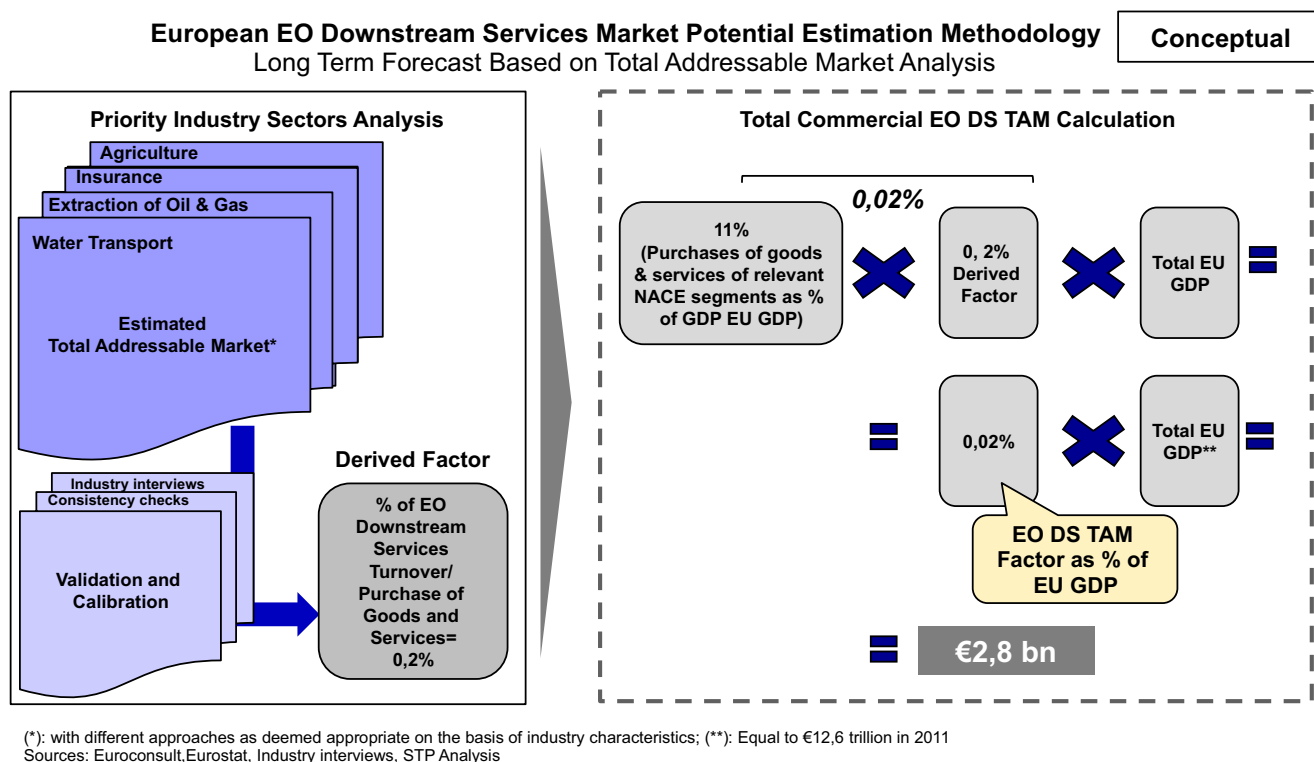 European EO Downstream Services Market Potential Estimation Methodology
Long Term Forecast Based on Total Addressable Market Analysis
Conceptual
Priority Industry Sectors Analysis
Agriculture
Insurance
Extraction of Oil & Gas
Water Transport
Estimated
Total Addressable Market*
Industry interviews
Consistency checks
Validation and
Calibration
Derived Factor
% of EO
Downstream
Services
Turnover/
Purchase of
Goods and
Services=
0,2%
Total Commercial EO DS TAM Calculation
0,02%
11%
(Purchases of goods
& services of relevant
NACE segments as %
of GDP EU GDP)
0, 2%
Derived
Factor
Total EU
GDP
0,02%
Total EU
GDP**
EO DS TAM
Factor as % of
EU GDP
€2,8 bn
(*): with different approaches as deemed appropriate on the basis of industry characteristics; (**): Equal to €12,6 trillion in 2011
Sources: Euroconsult,Eurostat, Industry interviews, STP Analysis